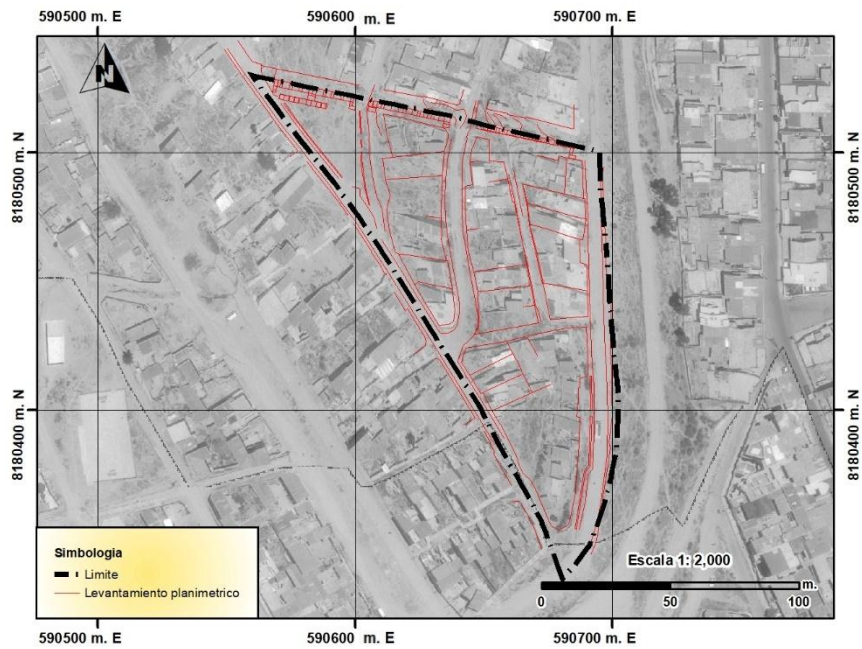 590500 m. E
590600 m. E
590700 m. E
N
8180500 m. N
8180500 m. N
8180400 m. N
8180400 m. N
Simbologia
Limite
Levantamiento planimetrico
Escala 1: 2,000
m.
0
50
100
590500 m. E
590600 m. E
590700 m. E